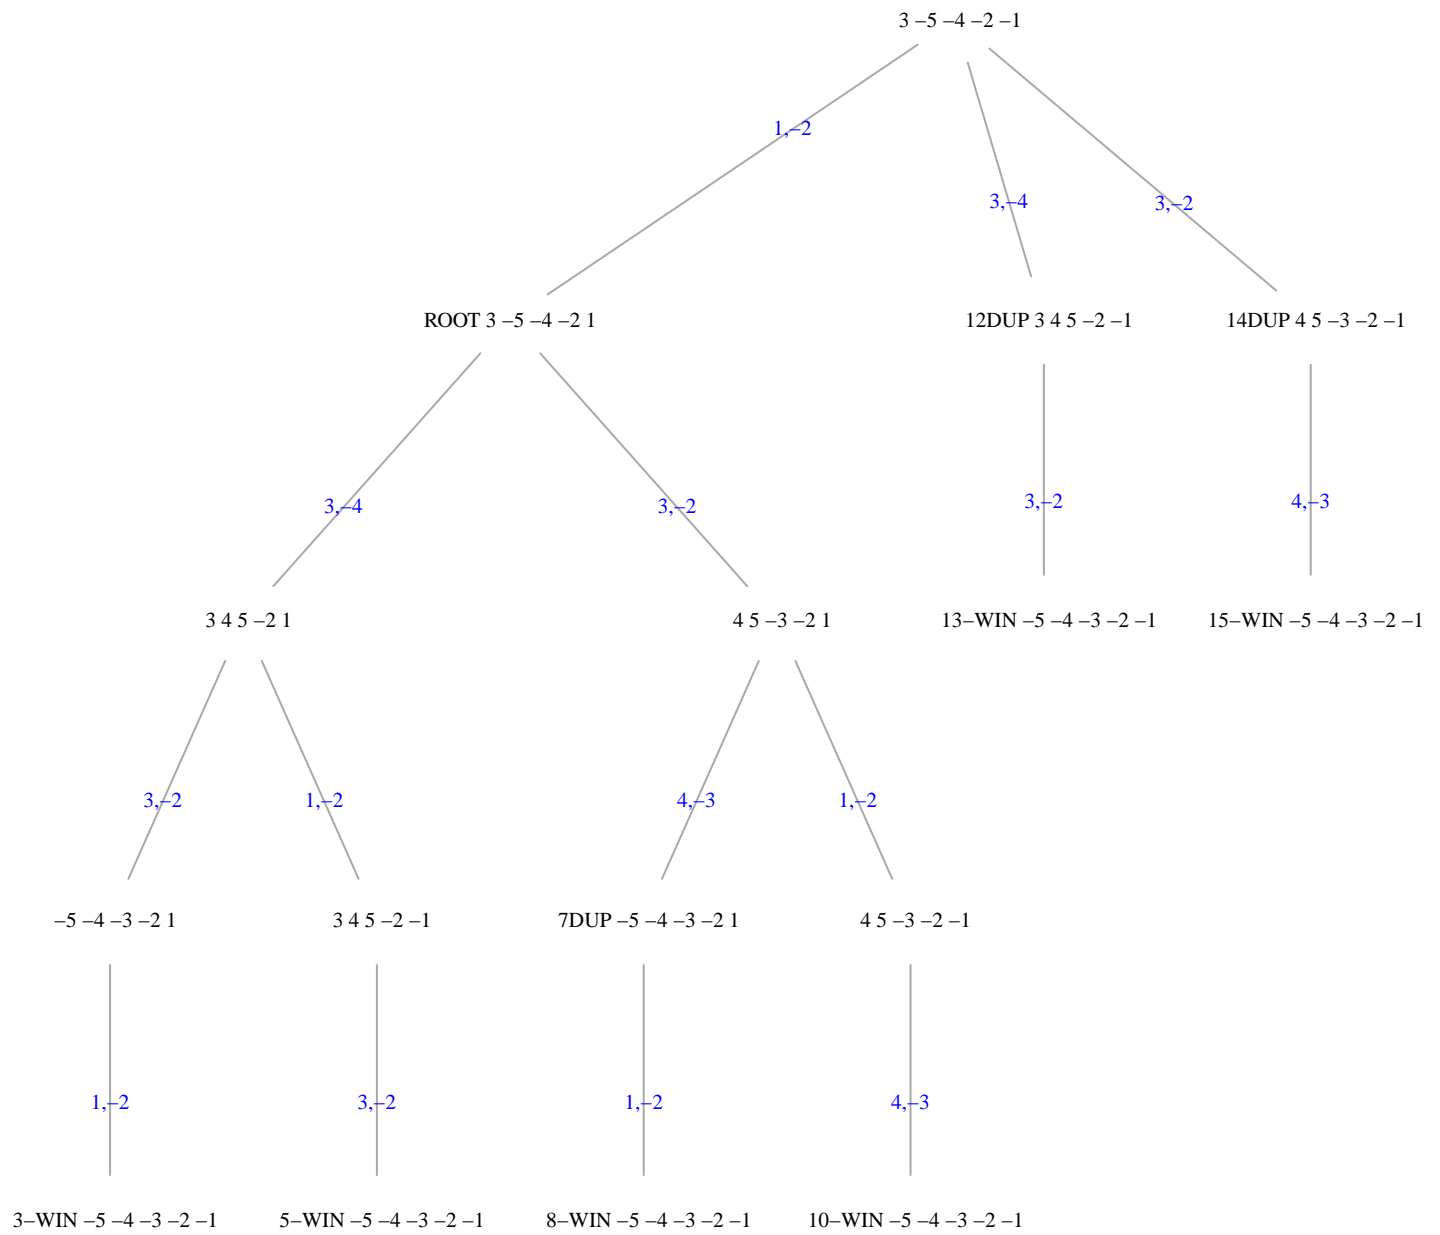 3 –5 –4 –2 –1
1,–2
3,–4
3,–2
ROOT 3 –5 –4 –2 1
12DUP 3 4 5 –2 –1
14DUP 4 5 –3 –2 –1
3,–4
3,–2
3,–2
4,–3
3 4 5 –2 1
4 5 –3 –2 1
13–WIN –5 –4 –3 –2 –1
15–WIN –5 –4 –3 –2 –1
3,–2
1,–2
4,–3
1,–2
–5 –4 –3 –2 1
3 4 5 –2 –1
7DUP –5 –4 –3 –2 1
4 5 –3 –2 –1
1,–2
3,–2
1,–2
4,–3
3–WIN –5 –4 –3 –2 –1
5–WIN –5 –4 –3 –2 –1
8–WIN –5 –4 –3 –2 –1
10–WIN –5 –4 –3 –2 –1